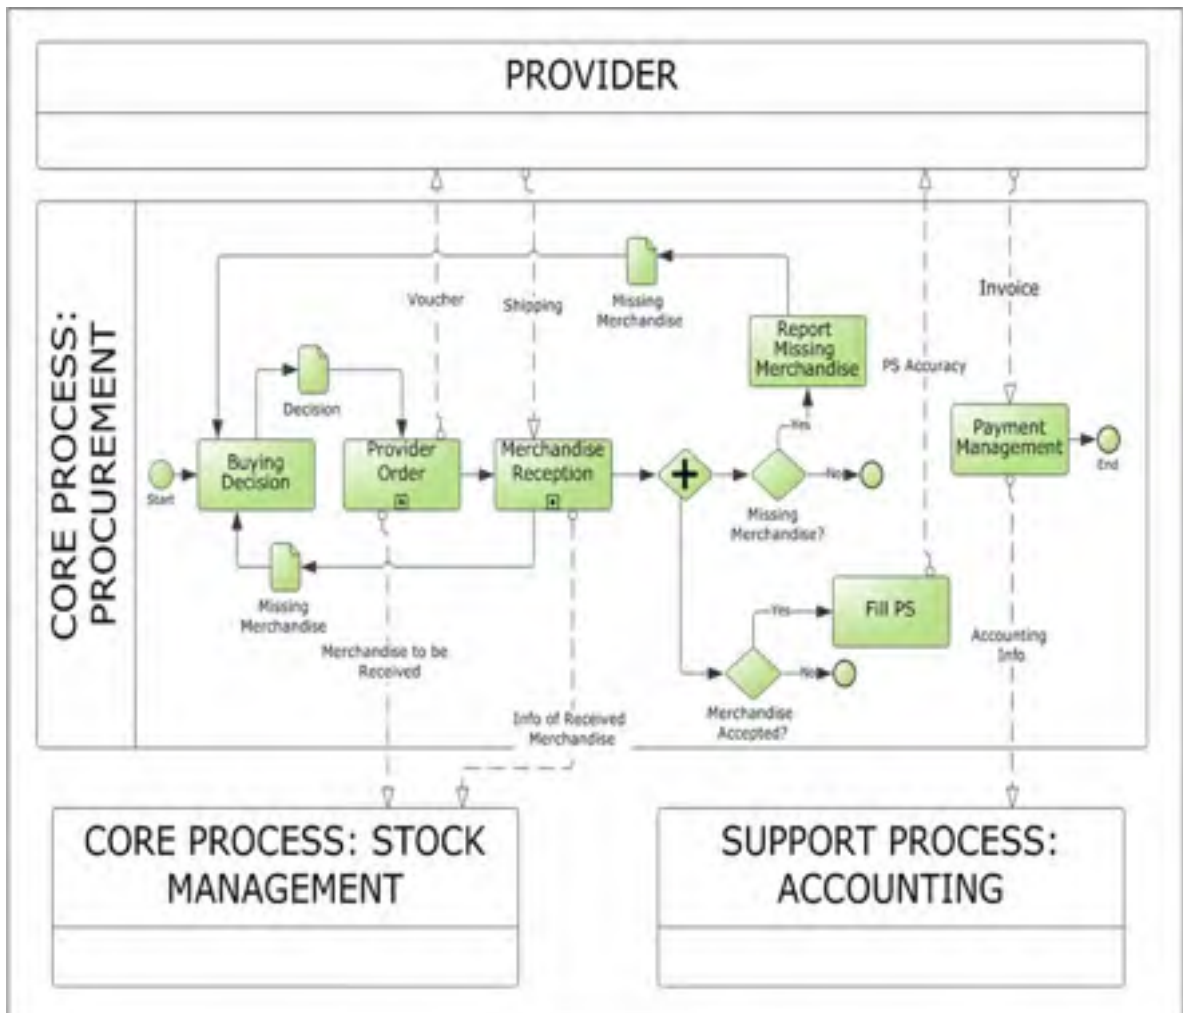 PROVIDER
CORE PROCESS:
PROCUREMENT
Voucher
Shipping
Missing
Merchandise
Invoice
Report
Missing
Merchandise
PS Accuracy
Decision
Yes
Payment
Management
End
Start
Buying
Decision
Provider
Order
Merchandise
Reception
No
Missing
Merchandise?
Missing
Merchandise
Yes
Fill PS
Merchandise to be
Received
Accounting
Info
No
Info of Received
Merchandise
Merchandise
Accepted?
CORE PROCESS: STOCK
MANAGEMENT
SUPPORT PROCESS:
ACCOUNTING